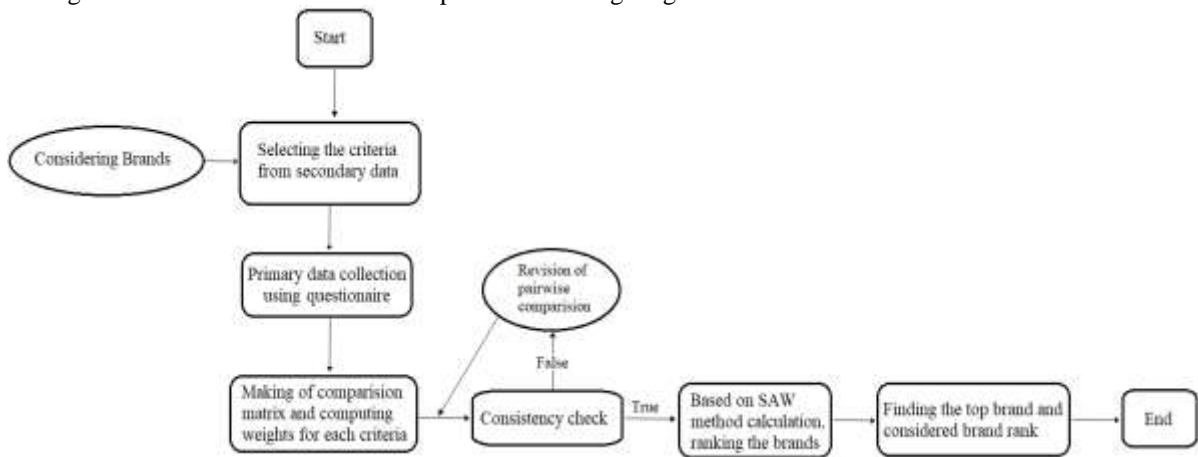 Start
Considering Brands
Selecting the criteria
from secondary data
Primary data collection
using questionaire
Revision of
pairwise
comparision
False
Making of comparision
matrix and computing
weights for each criteria
Consistency check
True
Based on SAW
method calculation,
ranking the brands
Finding the top brand and
considered brand rank
End